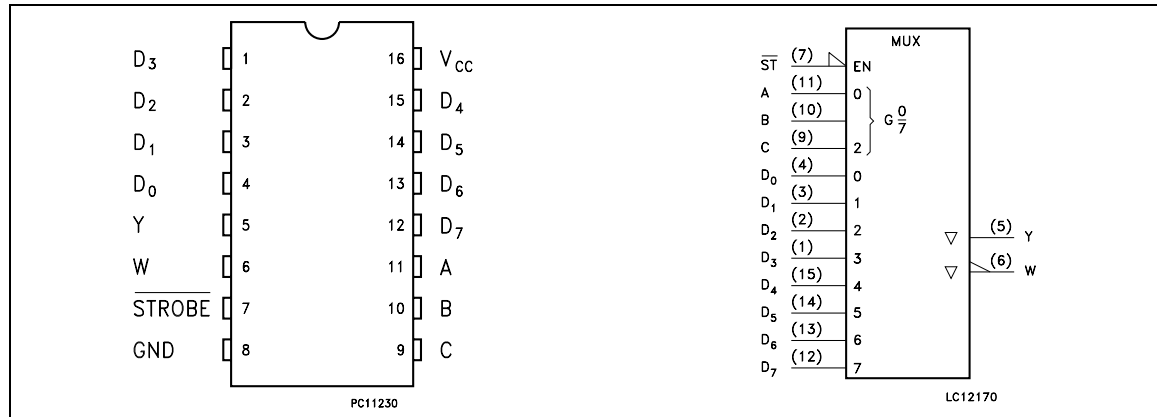 D3 1 16 VCC
D2 2 15 D4
D1 3 14 D5
D0 4 13 D6
Y 5 12 D7
W 6 11 A
STROBE 7 10 B
GND 8 9 C
PC11230
MUX
ST (7) EN
A (11) 0
B (10) G 0/7
C (9) 2
D0 (4) 0
D1 (3) 1
D2 (2) 2
D3 (1) 3
D4 (15) 4
D5 (14) 5
D6 (13) 6
D7 (12) 7
▽ (5) Y
▽ (6) W
LC12170